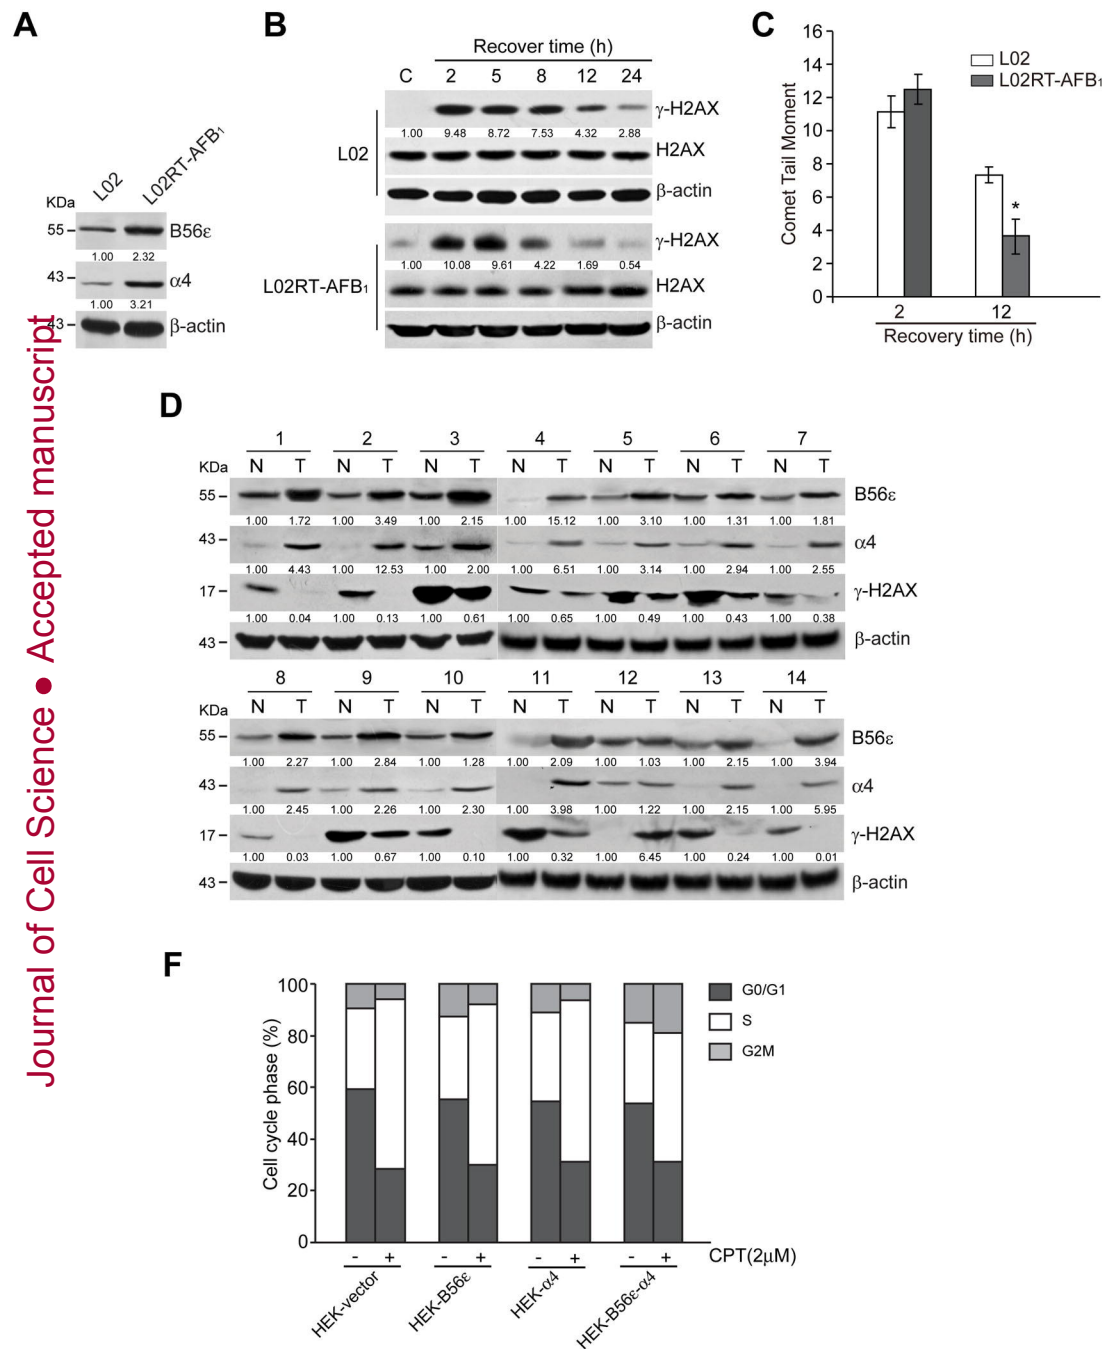 Journal of Cell Science ● Accepted manuscript
A
L02 L02RT-AFB1
KDa
55 B56ε
1.00 2.32
43 α4
1.00 3.21
43 β-actin
B
Recover time (h)
C 2 5 8 12 24
γ-H2AX
1.00 9.48 8.72 7.53 4.32 2.88
L02 H2AX
β-actin
γ-H2AX
1.00 10.08 9.61 4.22 1.69 0.54
L02RT-AFB1 H2AX
β-actin
C
16
14
12
10
8
6
4
2
0
Comet Tail Moment
L02
L02RT-AFB1
*
2 12
Recovery time (h)
D
1 2 3 4 5 6 7
KDa N T N T N T N T N T N T N T
55 B56ε
1.00 1.72 1.00 3.49 1.00 2.15 1.00 15.12 1.00 3.10 1.00 1.31 1.00 1.81
43 α4
1.00 4.43 1.00 12.53 1.00 2.00 1.00 6.51 1.00 3.14 1.00 2.94 1.00 2.55
17 γ-H2AX
1.00 0.04 1.00 0.13 1.00 0.61 1.00 0.65 1.00 0.49 1.00 0.43 1.00 0.38
43 β-actin
8 9 10 11 12 13 14
KDa N T N T N T N T N T N T N T
55 B56ε
1.00 2.27 1.00 2.84 1.00 1.28 1.00 2.09 1.00 1.03 1.00 2.15 1.00 3.94
43 α4
1.00 2.45 1.00 2.26 1.00 2.30 1.00 3.98 1.00 1.22 1.00 2.15 1.00 5.95
17 γ-H2AX
1.00 0.03 1.00 0.67 1.00 0.10 1.00 0.32 1.00 6.45 1.00 0.24 1.00 0.01
43 β-actin
F
100
80
60
40
20
0
Cell cycle phase (%)
G0/G1
S
G2M
- + - + - + - + CPT(2μM)
HEK-vector HEK-B56ε HEK-α4 HEK-B56ε-α4